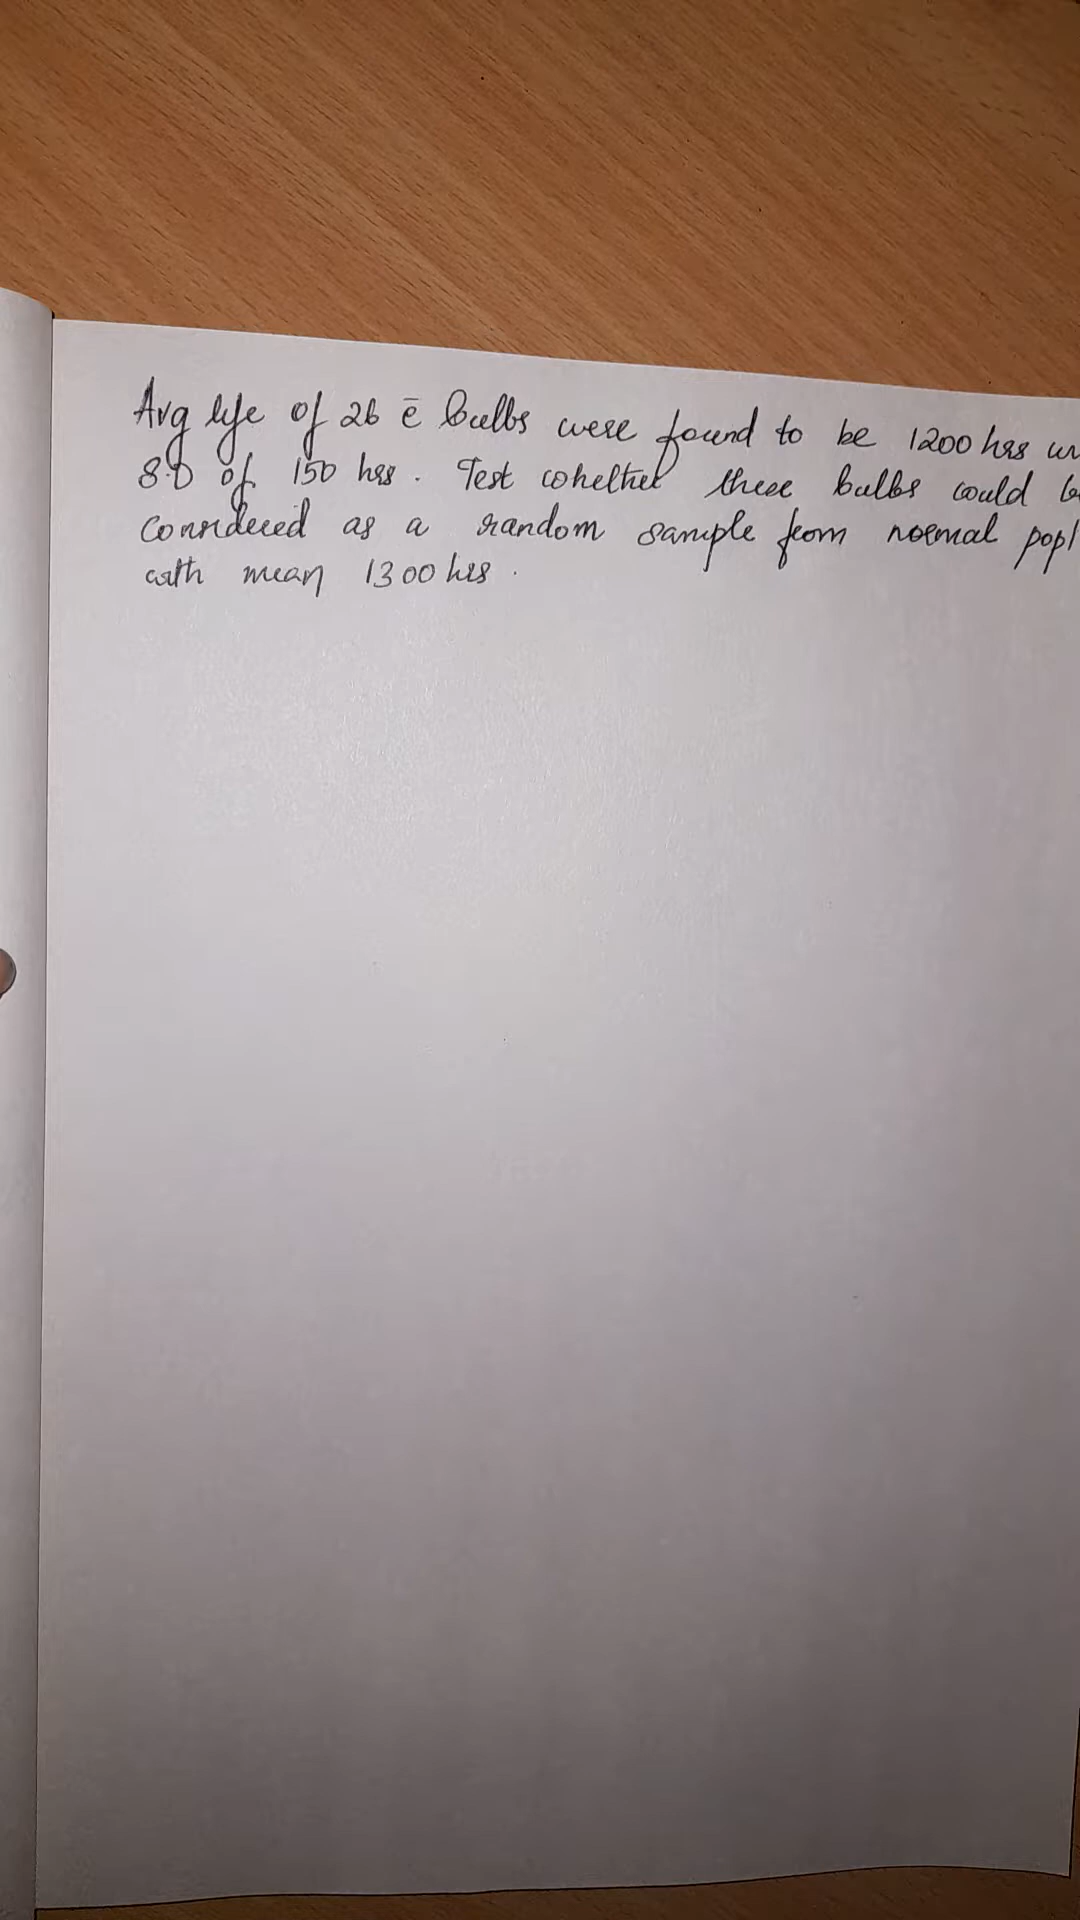 Avg life of 26 ē bulbs were found to be 1200 hrs
S.D of 150 hrs. Test whether these bulbs could
Considered as a random sample from normal popl
with mean 1300 hrs.